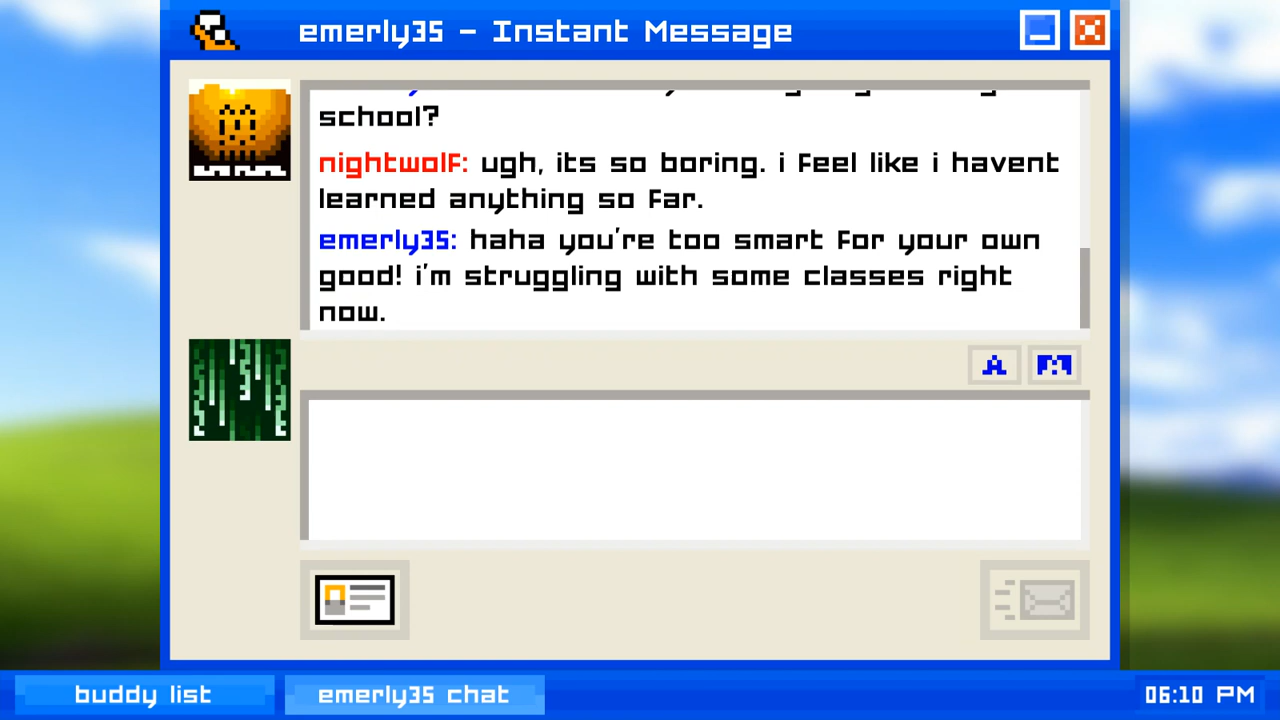 emerly35 - Instant Message
school?
nightwolf: ugh, its so boring. i feel like i havent
learned anything so far.
emerly35: haha you're too smart for your own
good! i'm struggling with some classes right
now.
A
buddy list
emerly35 chat
06:10 PM